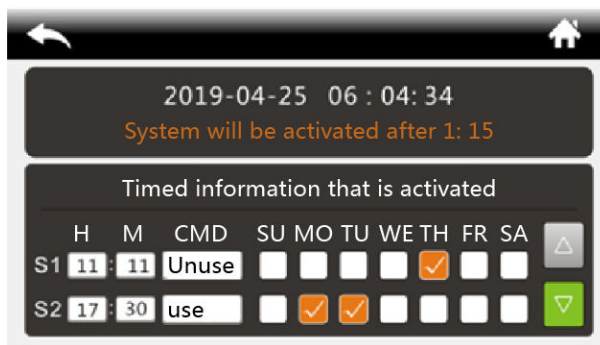 2019-04-25 06 : 04: 34
System will be activated after 1: 15
Timed information that is activated
H M CMD SU MO TU WE TH FR SA
S1 11 : 11 Unuse
S2 17 : 30 use